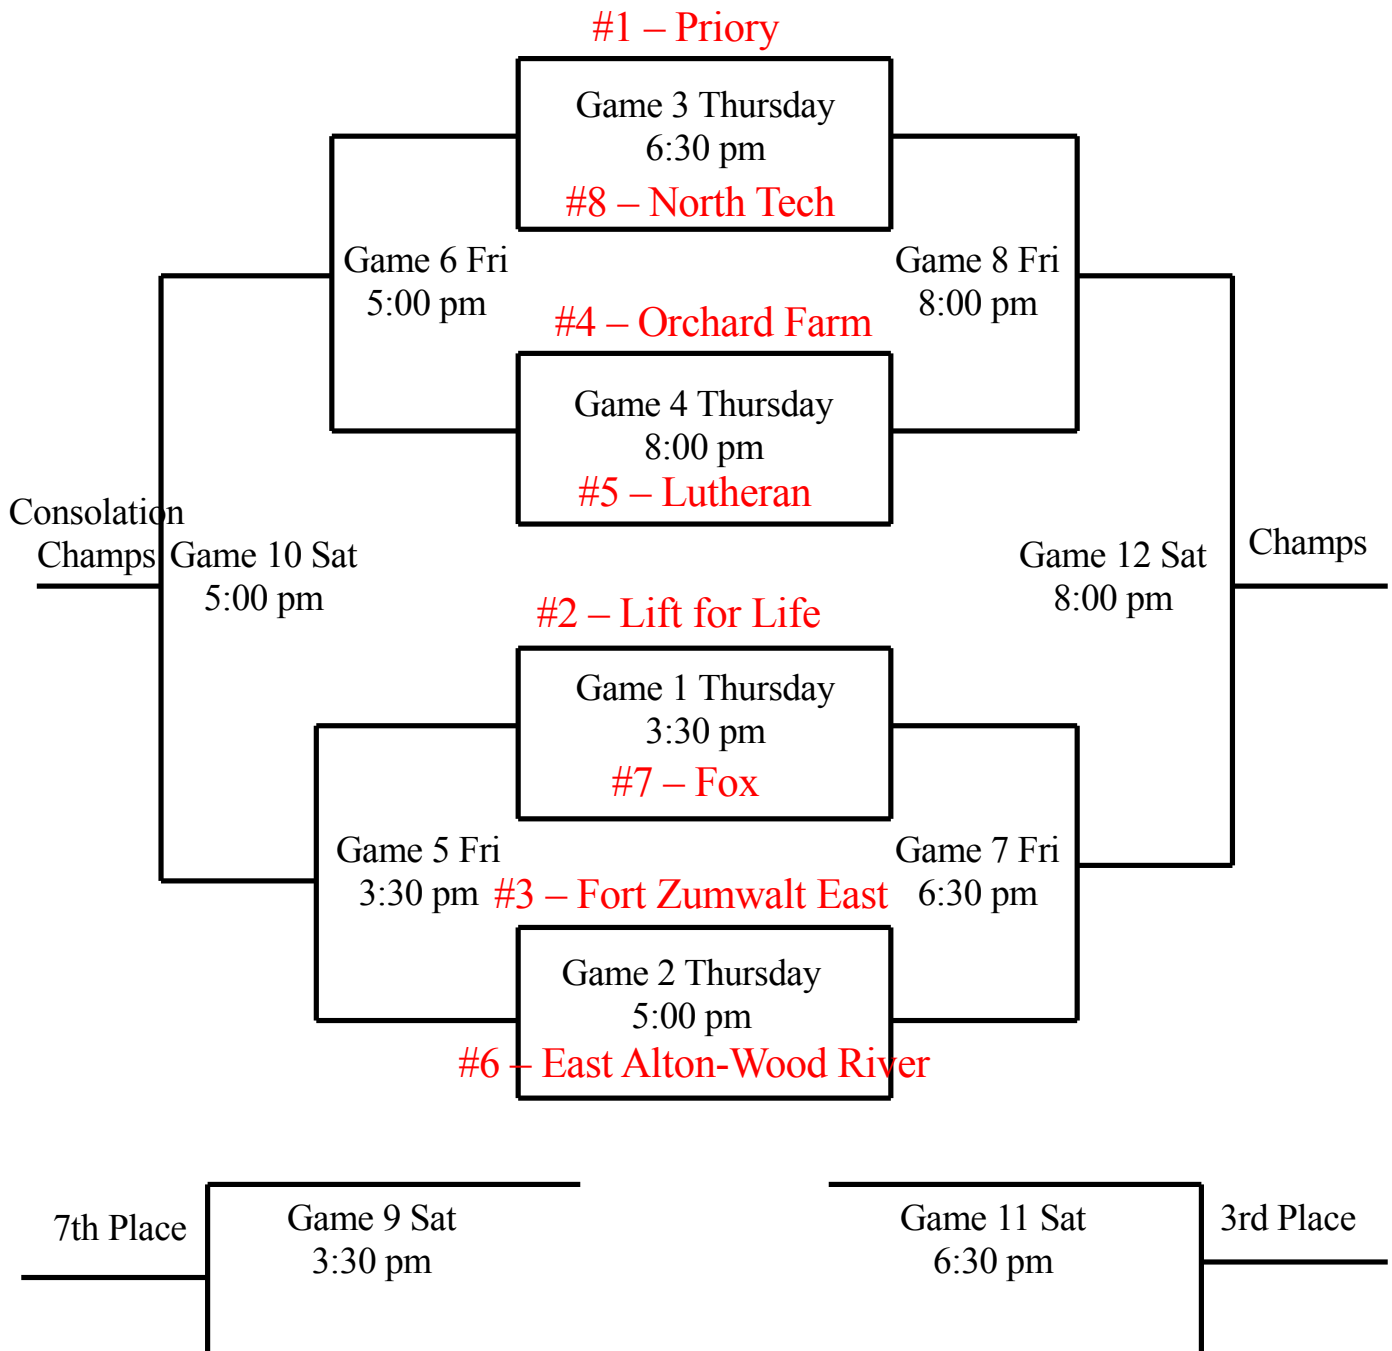 #1 – Priory
Game 3 Thursday
6:30 pm
#8 – North Tech
Game 6 Fri
5:00 pm
Game 8 Fri
8:00 pm
#4 – Orchard Farm
Game 4 Thursday
8:00 pm
#5 – Lutheran
Consolation
Champs
Game 10 Sat
5:00 pm
Game 12 Sat
8:00 pm
Champs
#2 – Lift for Life
Game 1 Thursday
3:30 pm
#7 – Fox
Game 5 Fri
3:30 pm
Game 7 Fri
6:30 pm
#3 – Fort Zumwalt East
Game 2 Thursday
5:00 pm
#6 – East Alton-Wood River
7th Place
Game 9 Sat
3:30 pm
Game 11 Sat
6:30 pm
3rd Place